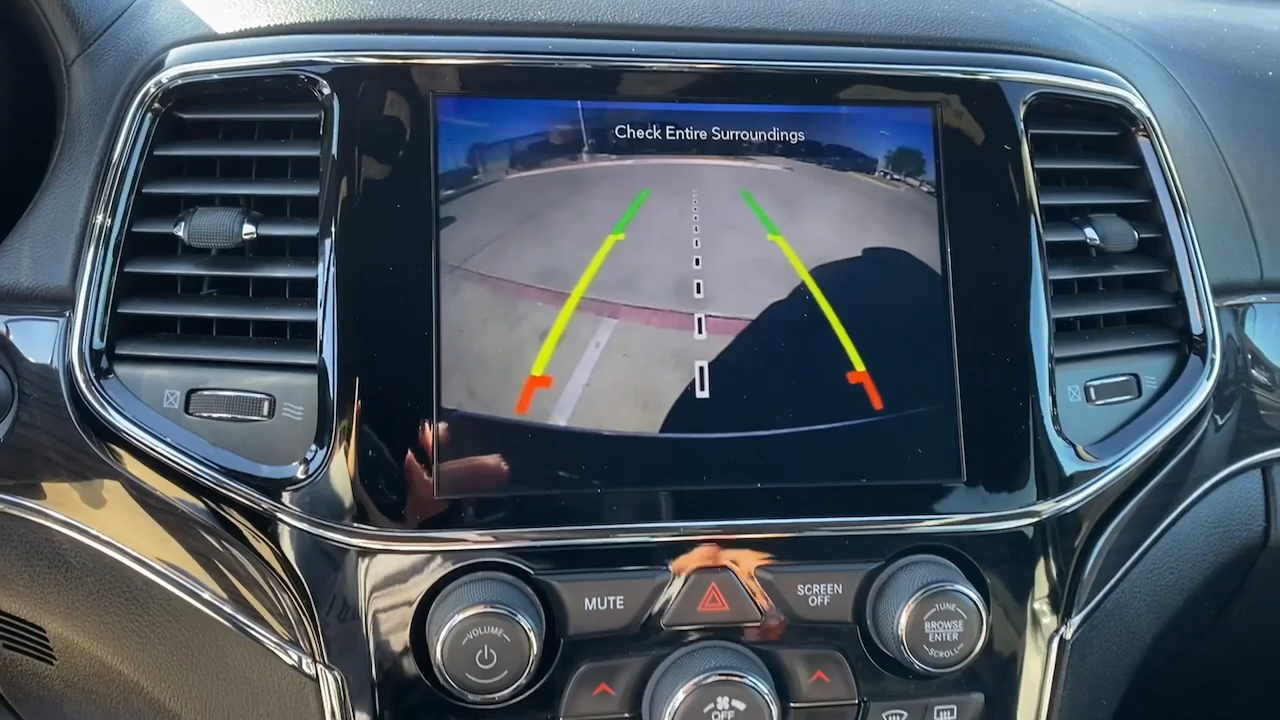 Check Entire Surroundings
MUTE
SCREEN
OFF
VOLUME
TUNE
BROWSE
ENTER
SCROLL
OFF